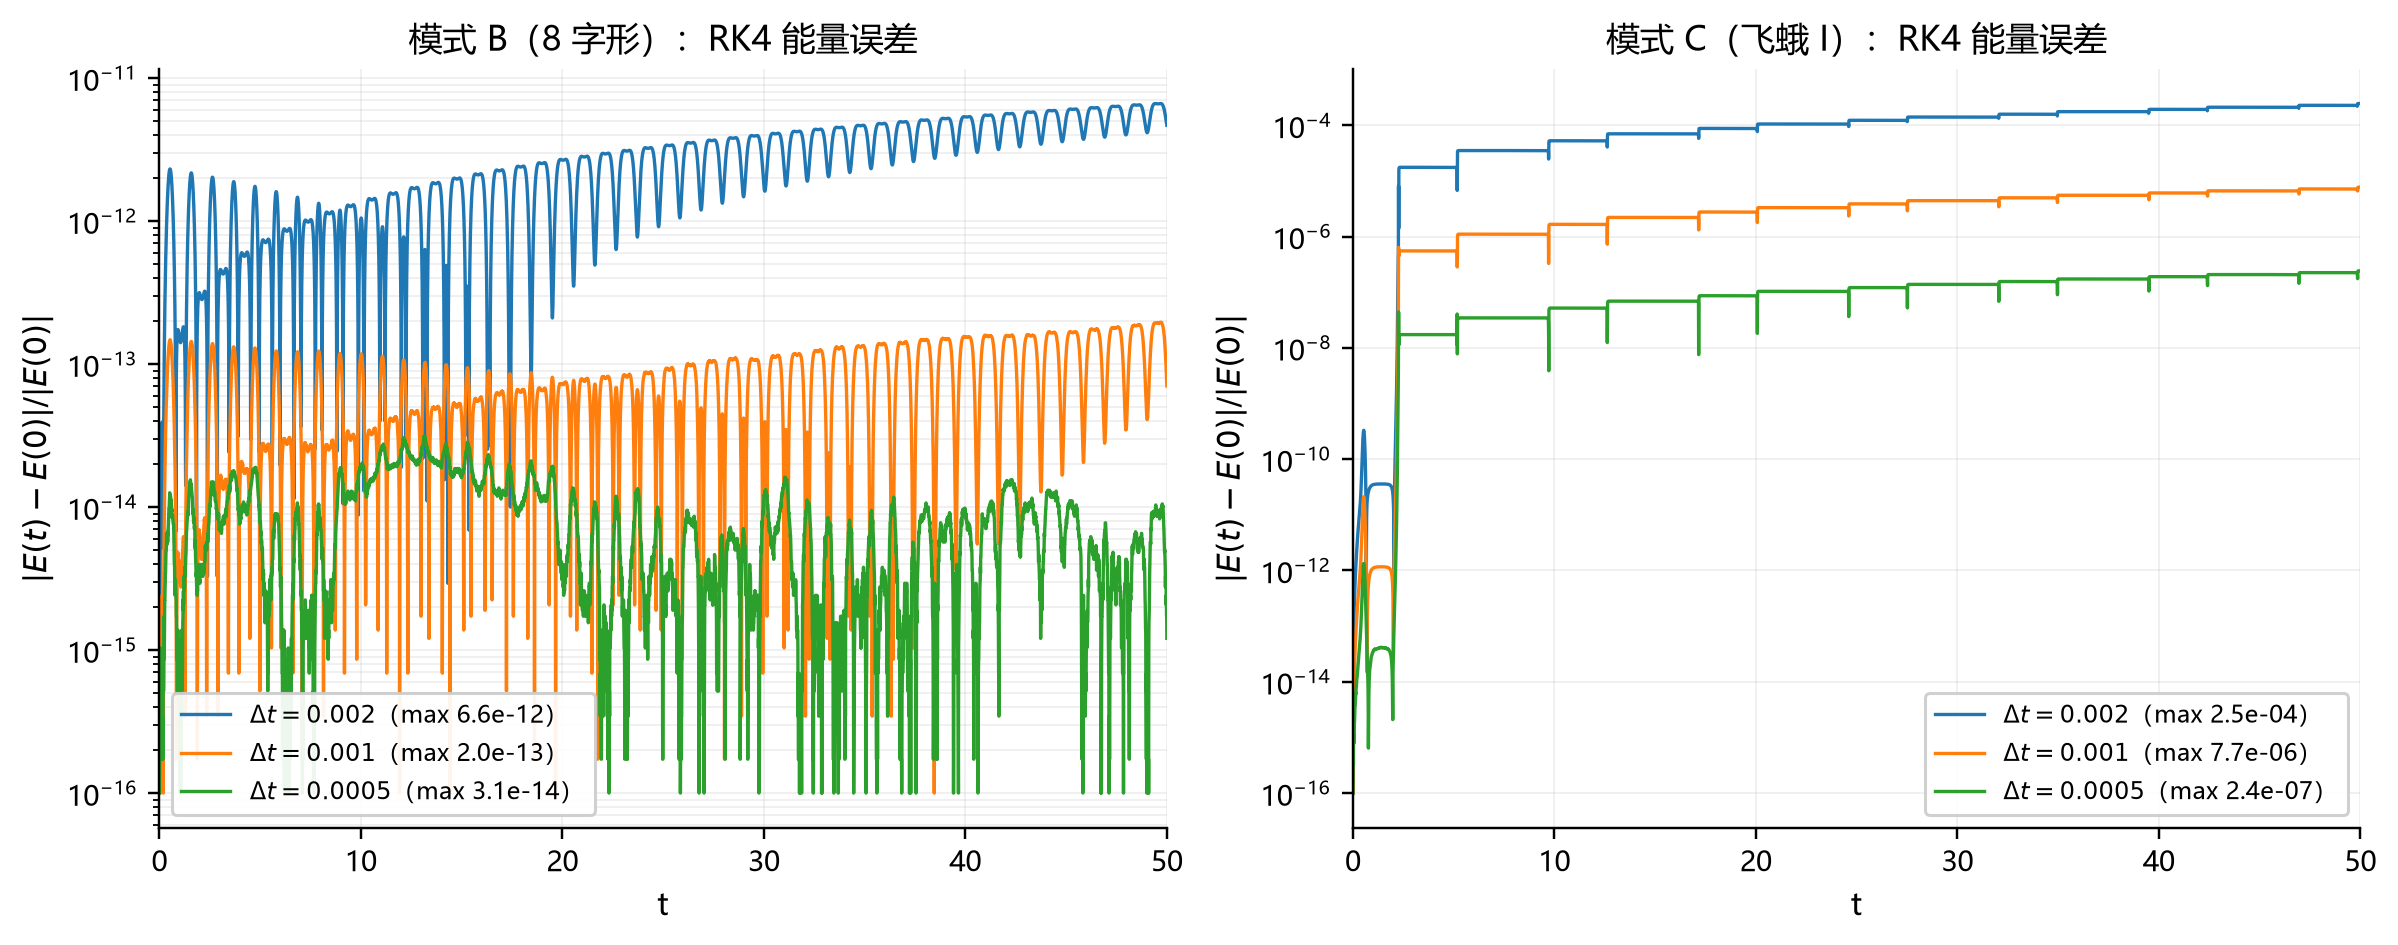 模式 B（8 字形）：RK4 能量误差
|E(t) − E(0)|/|E(0)|
10⁻¹¹
10⁻¹²
10⁻¹³
10⁻¹⁴
10⁻¹⁵
10⁻¹⁶
Δt = 0.002（max 6.6e-12）
Δt = 0.001（max 2.0e-13）
Δt = 0.0005（max 3.1e-14）
0 10 20 30 40 50
t
模式 C（飞蛾 I）：RK4 能量误差
|E(t) − E(0)|/|E(0)|
10⁻⁴
10⁻⁶
10⁻⁸
10⁻¹⁰
10⁻¹²
10⁻¹⁴
10⁻¹⁶
Δt = 0.002（max 2.5e-04）
Δt = 0.001（max 7.7e-06）
Δt = 0.0005（max 2.4e-07）
0 10 20 30 40 50
t